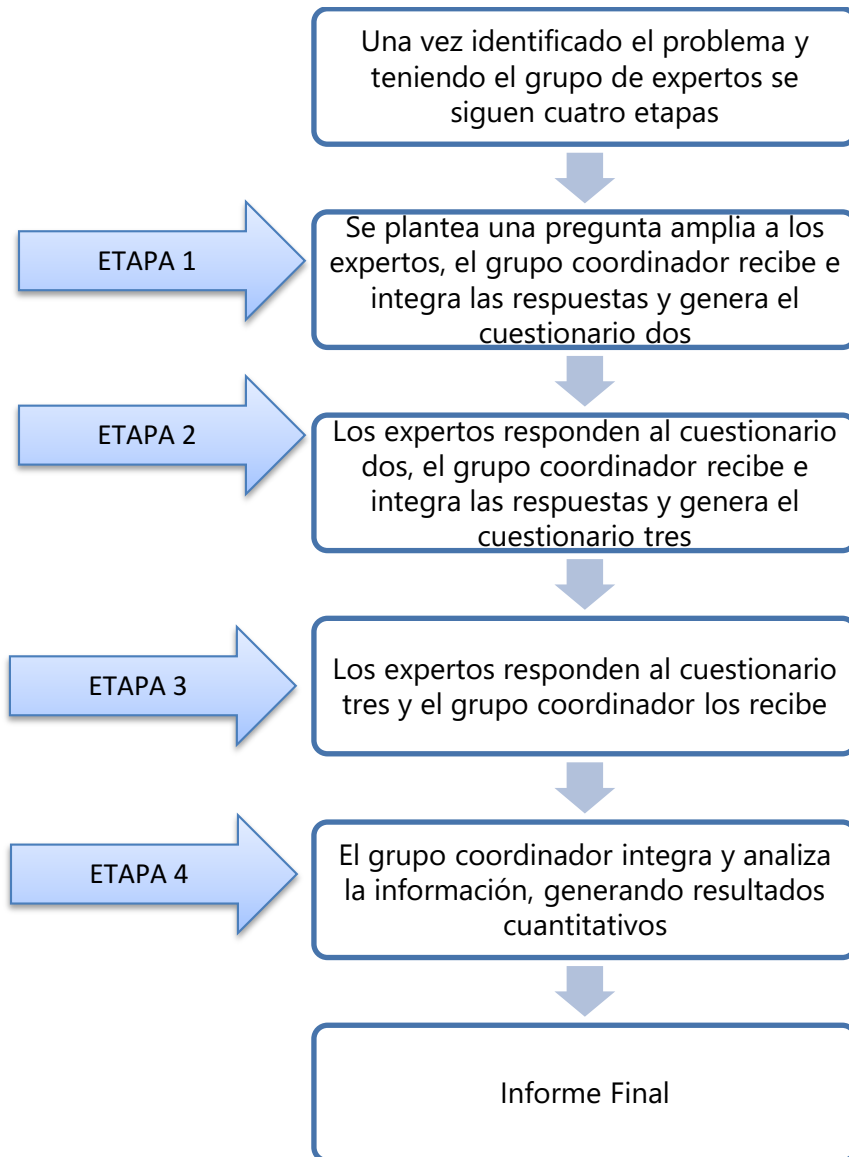 Una vez identificado el problema y
teniendo el grupo de expertos se
siguen cuatro etapas
ETAPA 1
Se plantea una pregunta amplia a los
expertos, el grupo coordinador recibe e
integra las respuestas y genera el
cuestionario dos
ETAPA 2
Los expertos responden al cuestionario
dos, el grupo coordinador recibe e
integra las respuestas y genera el
cuestionario tres
ETAPA 3
Los expertos responden al cuestionario
tres y el grupo coordinador los recibe
ETAPA 4
El grupo coordinador integra y analiza
la información, generando resultados
cuantitativos
Informe Final